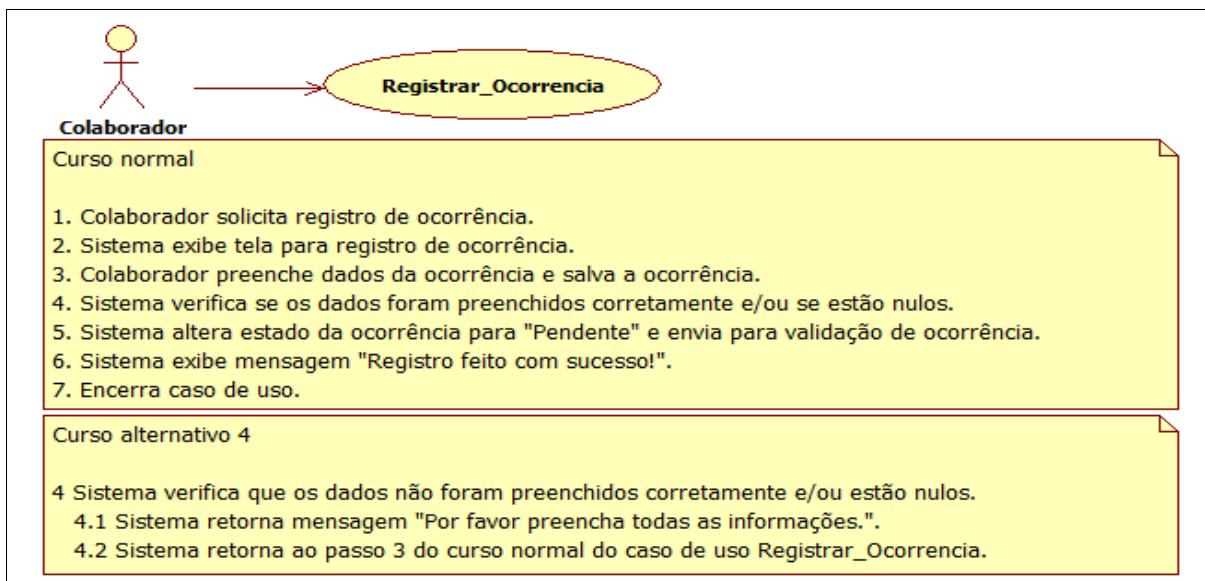 Registrar_Ocorrencia
Colaborador
Curso normal
1. Colaborador solicita registro de ocorrência.
2. Sistema exibe tela para registro de ocorrência.
3. Colaborador preenche dados da ocorrência e salva a ocorrência.
4. Sistema verifica se os dados foram preenchidos corretamente e/ou se estão nulos.
5. Sistema altera estado da ocorrência para "Pendente" e envia para validação de ocorrência.
6. Sistema exibe mensagem "Registro feito com sucesso!".
7. Encerra caso de uso.
Curso alternativo 4
4 Sistema verifica que os dados não foram preenchidos corretamente e/ou estão nulos.
4.1 Sistema retorna mensagem "Por favor preencha todas as informações.".
4.2 Sistema retorna ao passo 3 do curso normal do caso de uso Registrar_Ocorrencia.